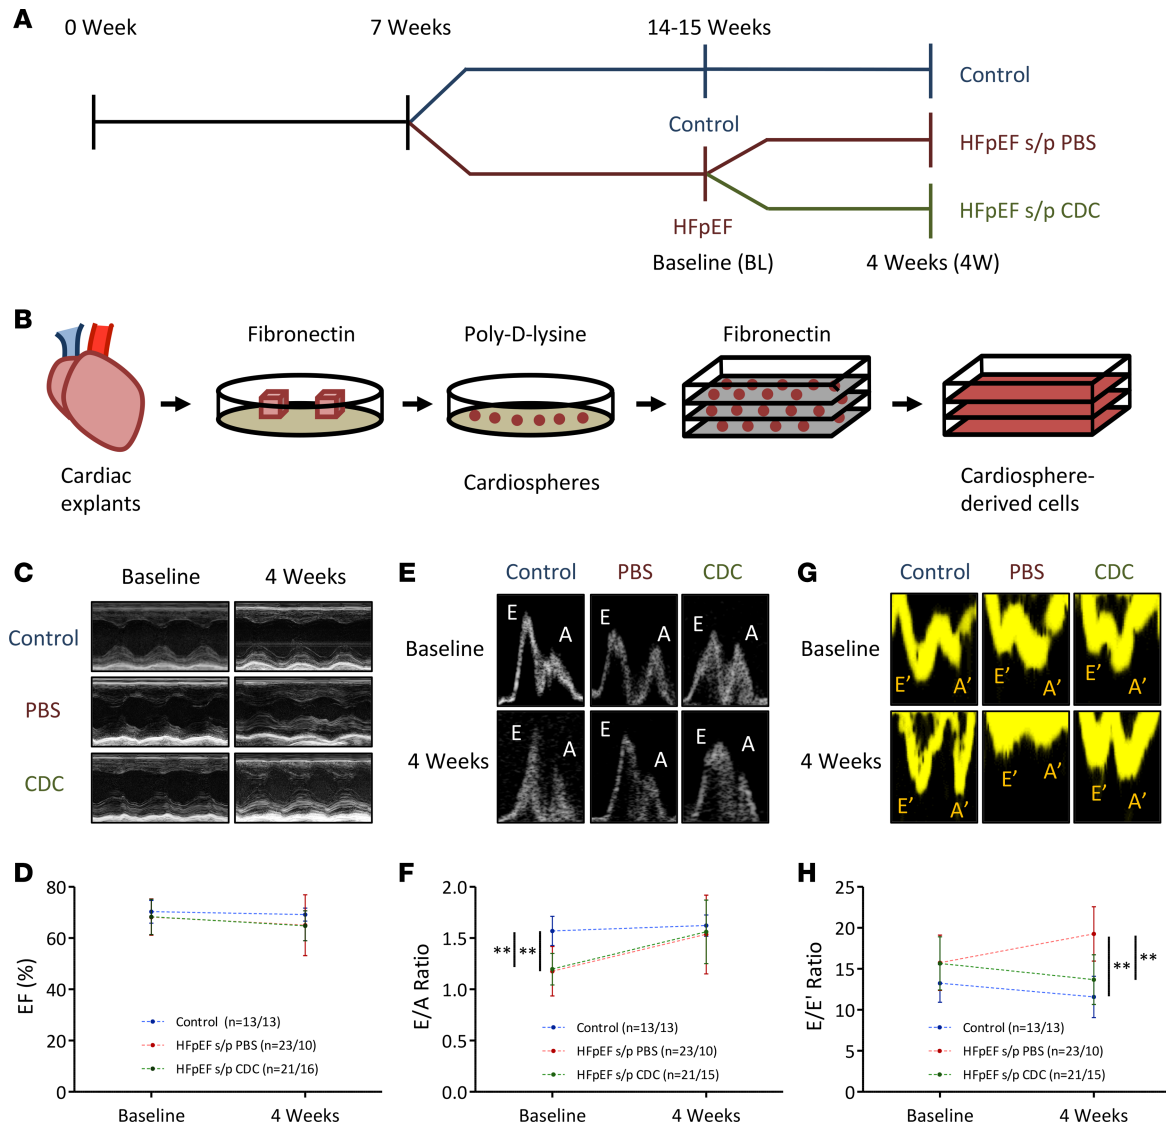 A
0 Week
7 Weeks
14-15 Weeks
Control
Control
HFpEF s/p PBS
HFpEF s/p CDC
HFpEF
Baseline (BL)
4 Weeks (4W)
B
Fibronectin
Poly-D-lysine
Fibronectin
Cardiac
explants
Cardiospheres
Cardiosphere-
derived cells
C
Baseline
4 Weeks
Control
PBS
CDC
E
Control
PBS
CDC
Baseline
E
A
E
A
E
A
4 Weeks
E
A
E
A
E
A
G
Control
PBS
CDC
Baseline
E’
A’
E’
A’
E’
A’
4 Weeks
E’
A’
E’
A’
E’
A’
D
80
60
40
20
0
EF (%)
Control (n=13/13)
HFpEF s/p PBS (n=23/10)
HFpEF s/p CDC (n=21/16)
Baseline
4 Weeks
F
2.0
1.5
1.0
0.5
0.0
E/A Ratio
**
**
Control (n=13/13)
HFpEF s/p PBS (n=23/10)
HFpEF s/p CDC (n=21/15)
Baseline
4 Weeks
H
25
20
15
10
5
0
E/E' Ratio
**
**
Control (n=13/13)
HFpEF s/p PBS (n=23/10)
HFpEF s/p CDC (n=21/15)
Baseline
4 Weeks